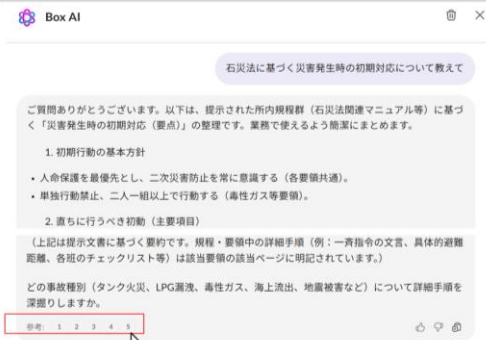 Box AI
石災法に基づく災害発生時の初期対応について教えて
ご質問ありがとうございます。以下は、提示された所内規程群（石災法関連マニュアル等）に基づ
く「災害発生時の初期対応（要点）」の整理です。業務で使えるよう簡潔にまとめます。
1. 初期行動の基本方針
• 人命保護を最優先とし、二次災害防止を常に意識する（各要領共通）。
• 単独行動禁止、二人一組以上で行動する（毒性ガス等要領）。
2. 直ちに行うべき初動（主要項目）
（上記は提示文書に基づく要約です。規程・要領中の詳細手順（例：一斉指令の文言、具体的避難
距離、各班のチェックリスト等）は該当要領の該当ページに明記されています。）
どの事故種別（タンク火災、LPG漏洩、毒性ガス、海上流出、地震被害など）について詳細手順を
深掘りしますか。
参考: 1 2 3 4 5